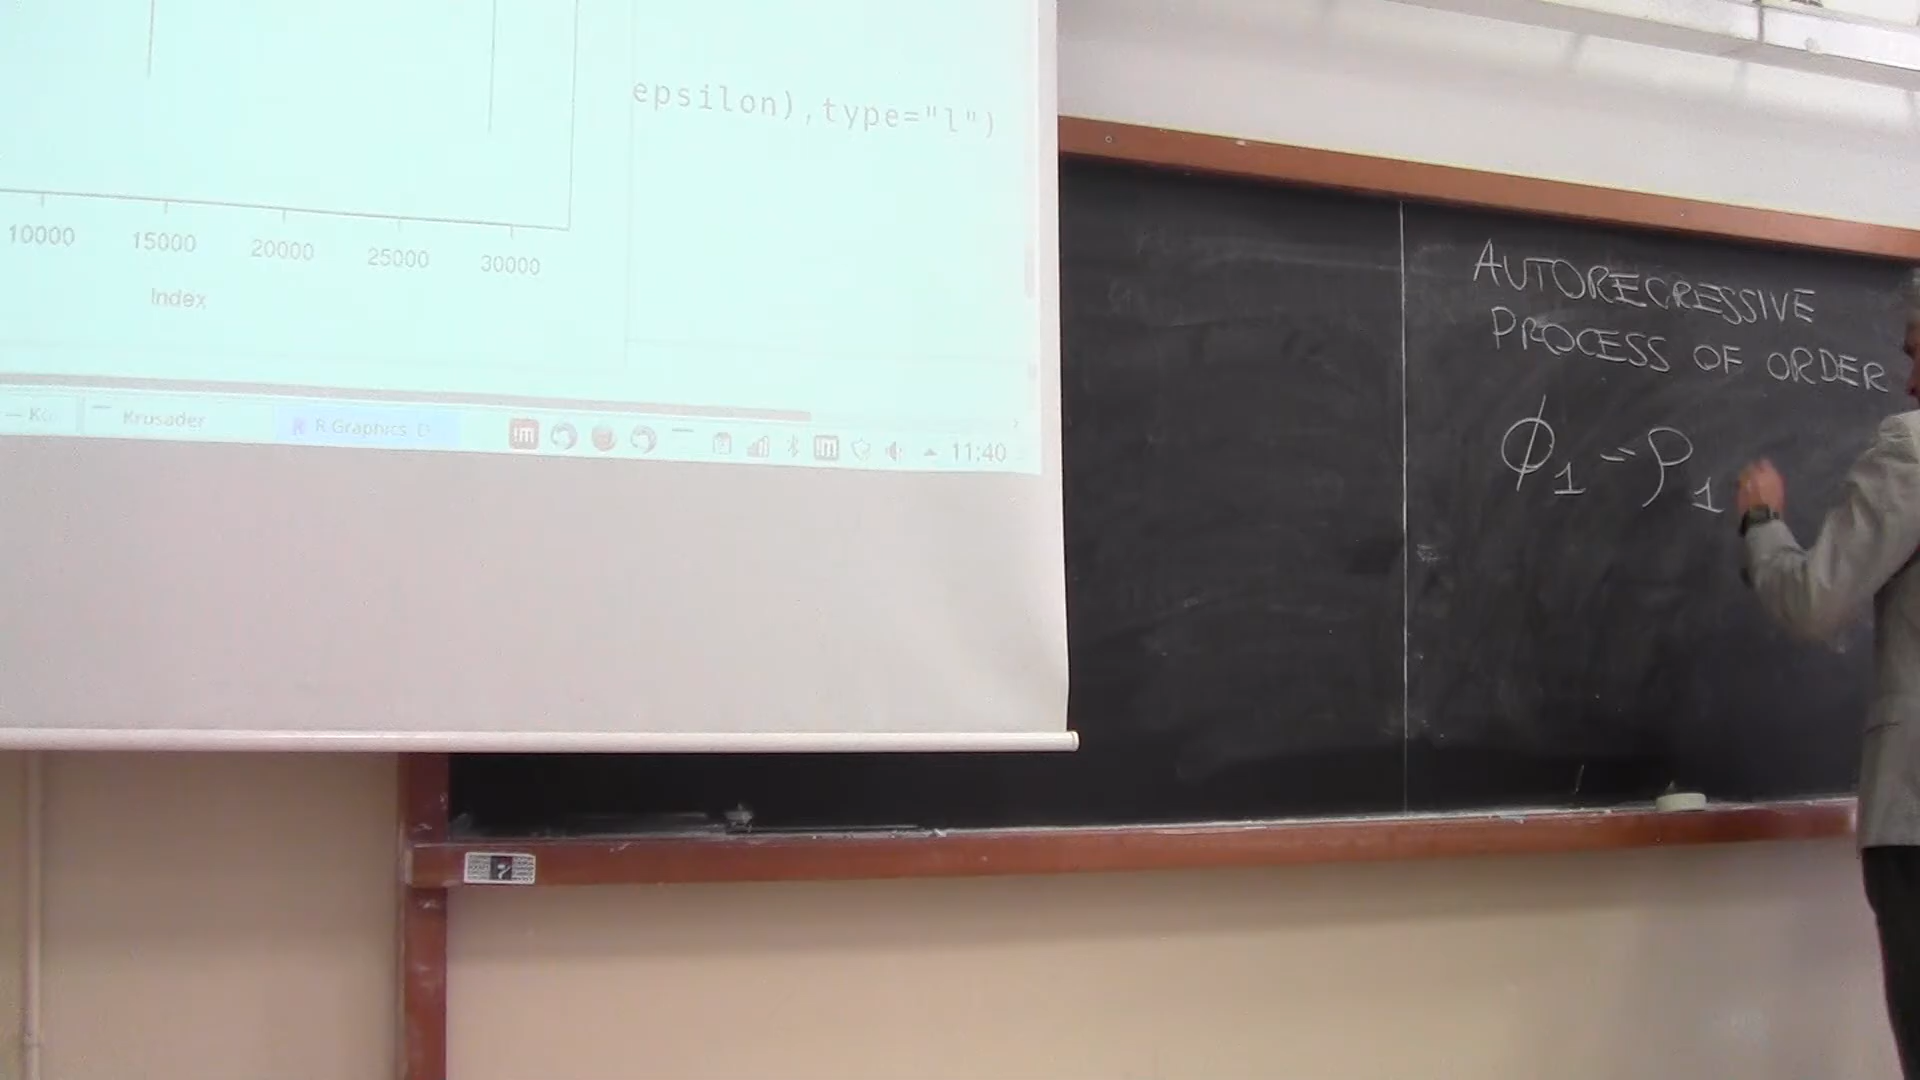 epsilon),type="l")
10000 15000 20000 25000 30000
Index
Krusader R Graphics: D 11:40
AUTOREGRESSIVE
PROCESS OF ORDER
ϕ₁ = ρ₁